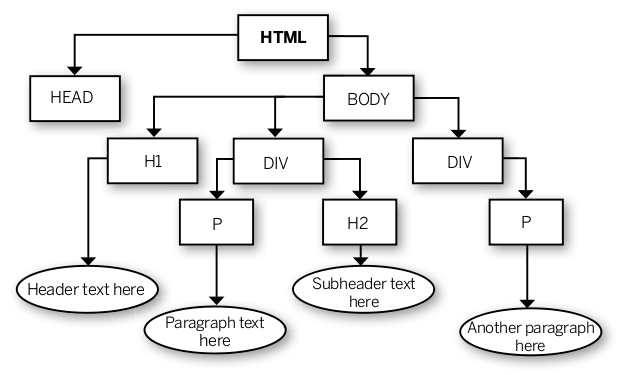 HTML
HEAD
BODY
H1
DIV
DIV
P
H2
P
Header text here
Subheader text
here
Paragraph text
here
Another paragraph
here